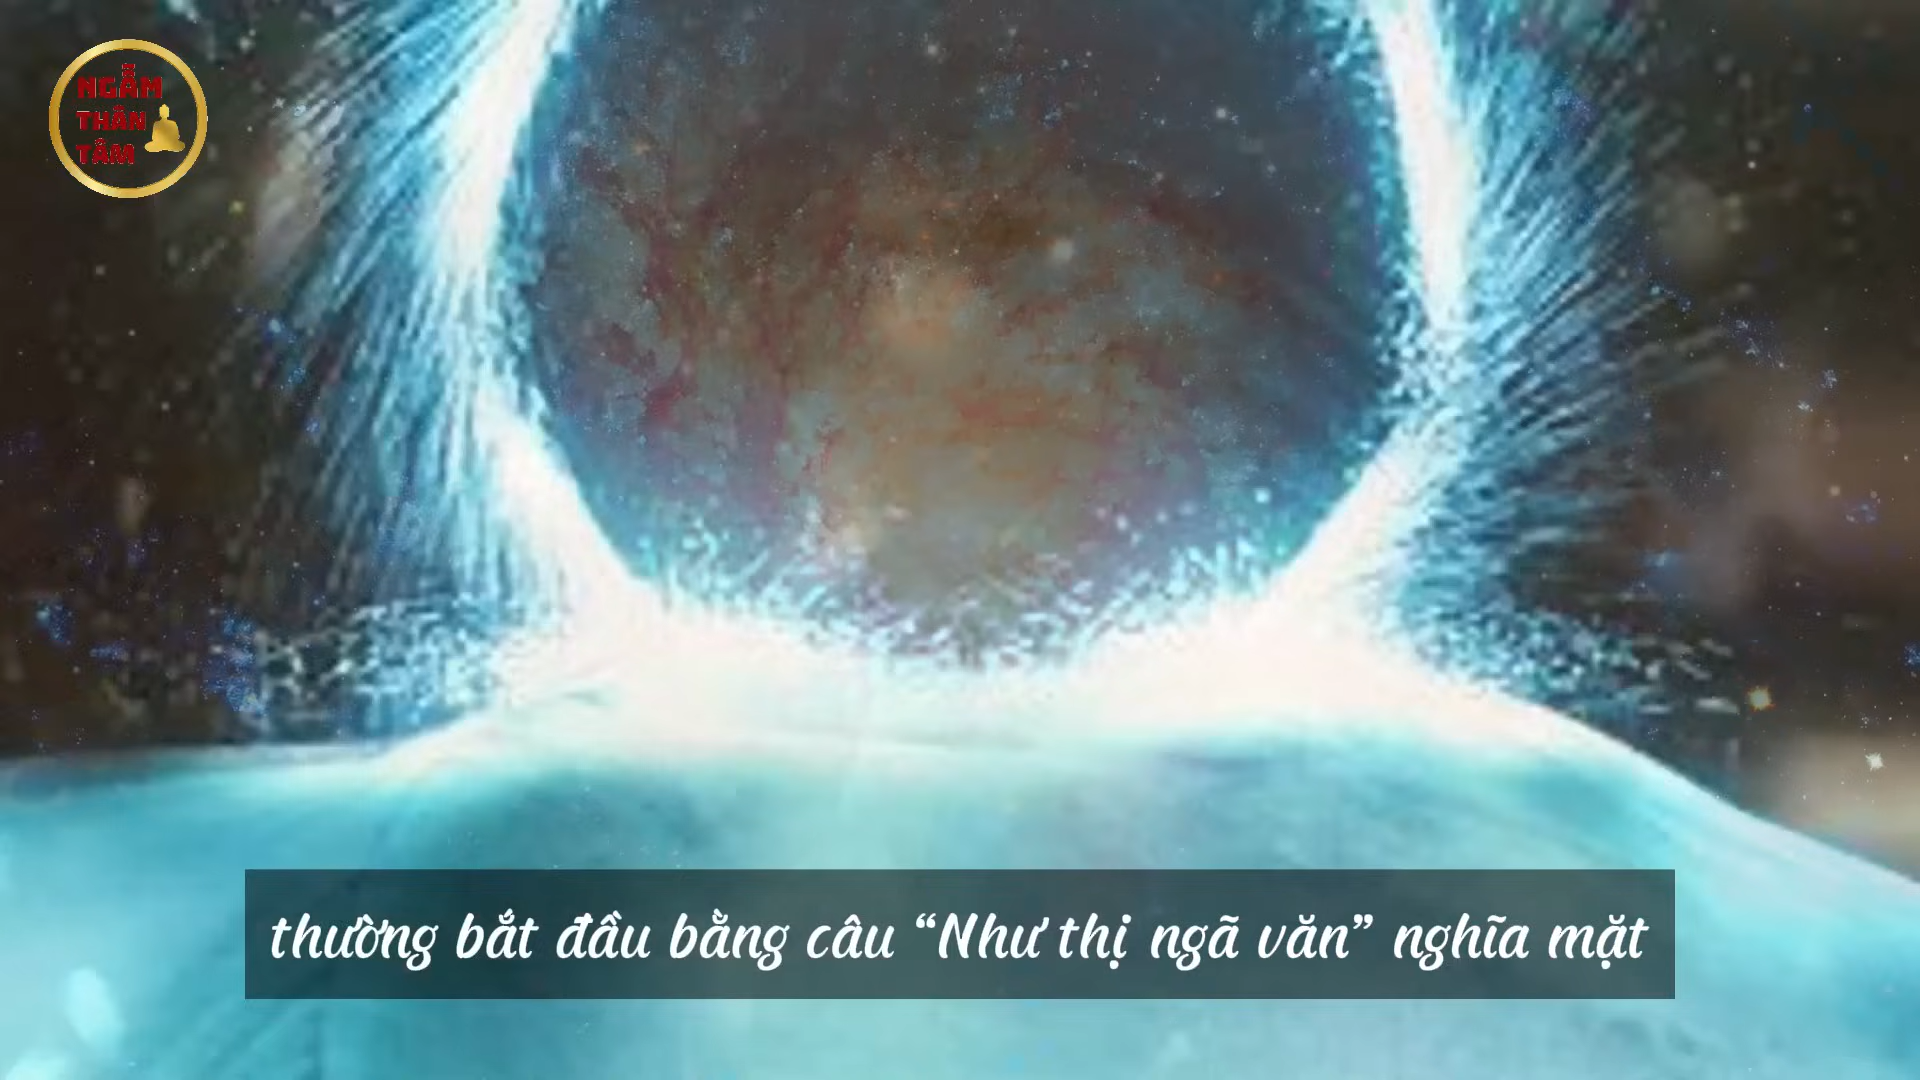 NGẪM
THÂN
TÂM
thường bắt đầu bằng câu “Như thị ngã văn” nghĩa mặt